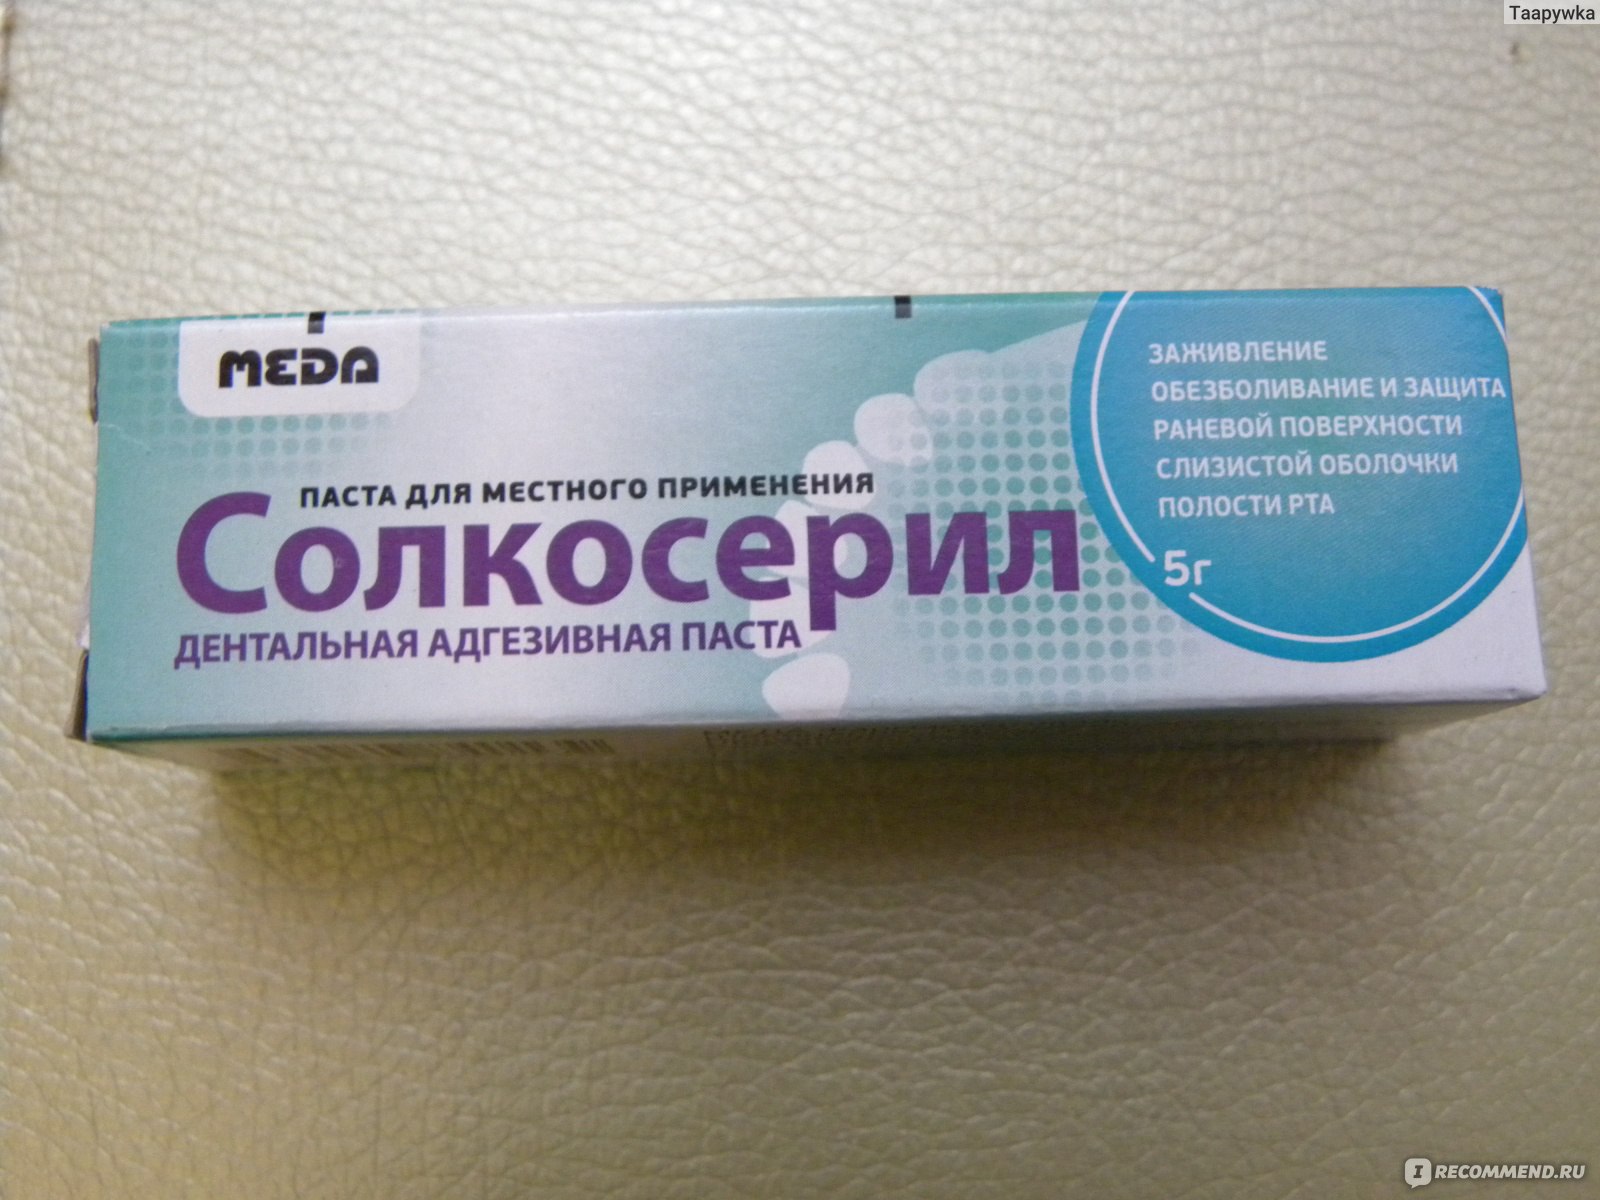 Таарywka
MEDA
ПАСТА ДЛЯ МЕСТНОГО ПРИМЕНЕНИЯ
Солкосерил
ДЕНТАЛЬНАЯ АДГЕЗИВНАЯ ПАСТА
ЗАЖИВЛЕНИЕ
ОБЕЗБОЛИВАНИЕ И ЗАЩИТА
РАНЕВОЙ ПОВЕРХНОСТИ
СЛИЗИСТОЙ ОБОЛОЧКИ
ПОЛОСТИ РТА
5г
IRECOMMEND.RU